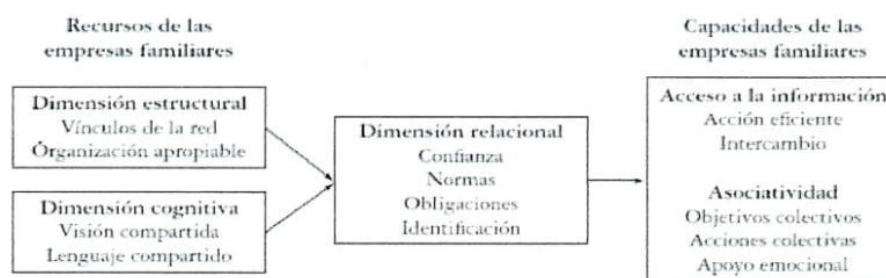 Recursos de las
empresas familiares
Dimensión estructural
Vínculos de la red
Órganización apropiable
Dimensión cognitiva
Visión compartida
Lenguaje compartido
Dimensión relacional
Confianza
Normas
Obligaciones
Identificación
Capacidades de las
empresas familiares
Acceso a la información
Acción eficiente
Intercambio
Asociatividad
Objetivos colectivos
Acciones colectivas
Apoyo emocional